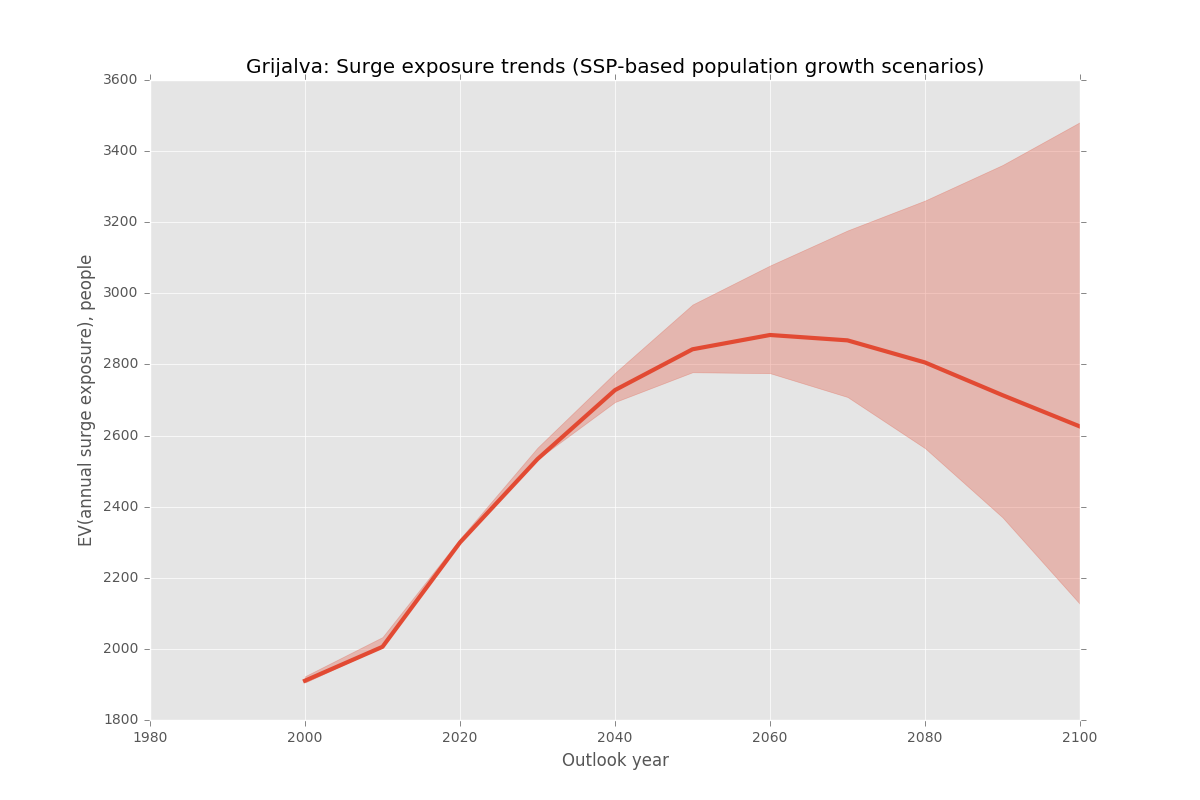 Grijalva: Surge exposure trends (SSP-based population growth scenarios)
3600
3400
3200
3000
2800
2600
2400
2200
2000
1800
EV(annual surge exposure), people
1980 2000 2020 2040 2060 2080 2100
Outlook year